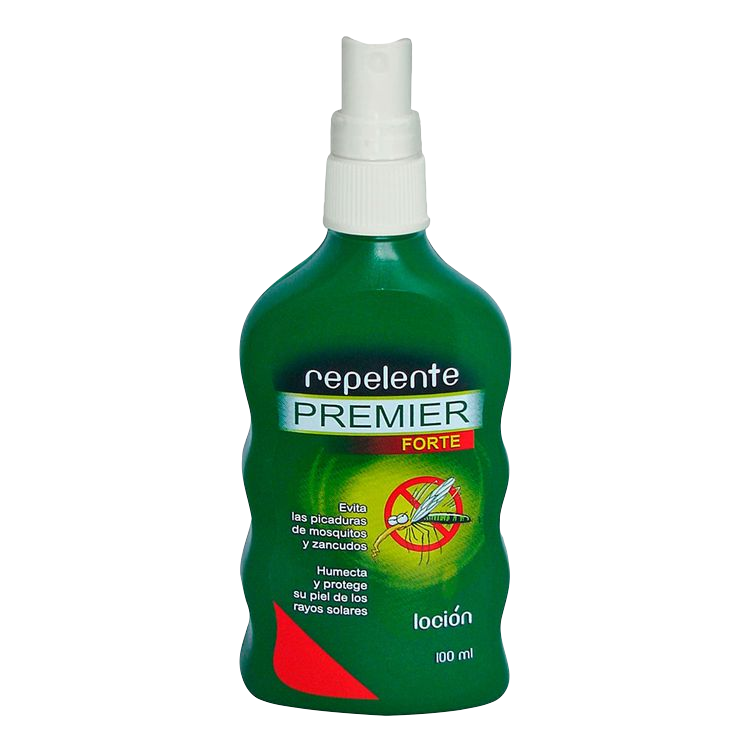 repelente
PREMIER
FORTE
Evita
las picaduras
de mosquitos
y zancudos
Humecta
y protege
su piel de los
rayos solares
loción
100 ml